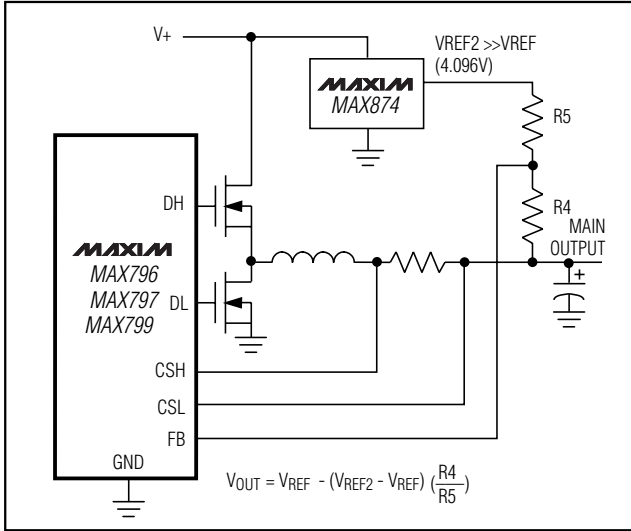 V+
VREF2 >>VREF
(4.096V)
MAXIM
MAX874
R5
R4
MAIN
OUTPUT
+
DH
MAXIM
MAX796
MAX797
MAX799
DL
CSH
CSL
FB
GND
VOUT = VREF - (VREF2 - VREF) (R4/R5)